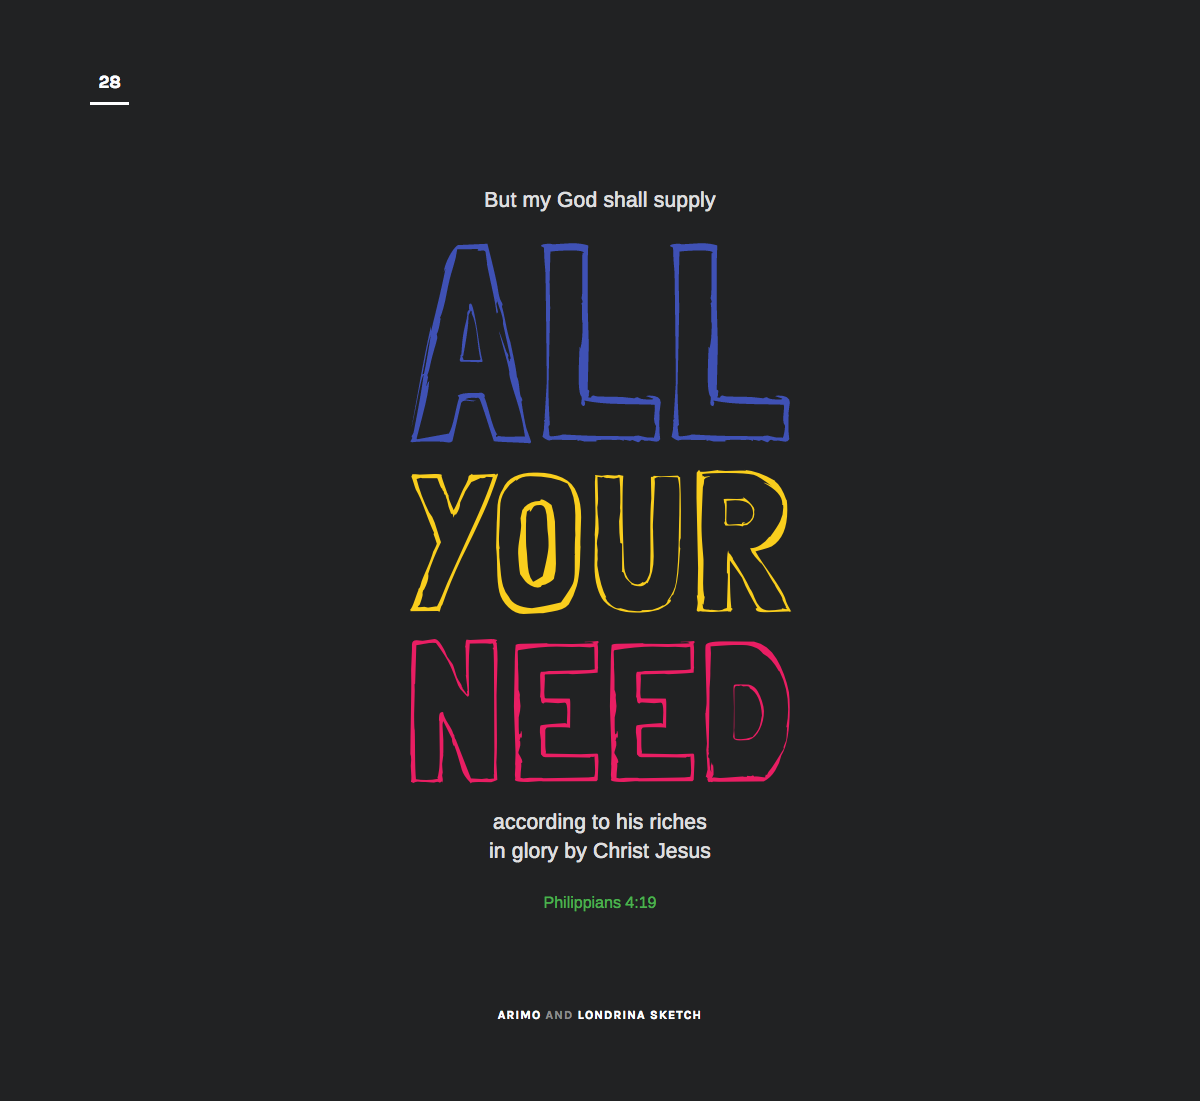 28
But my God shall supply
ALL
YOUR
NEED
according to his riches
in glory by Christ Jesus
Philippians 4:19
ARIMO AND LONDRINA SKETCH